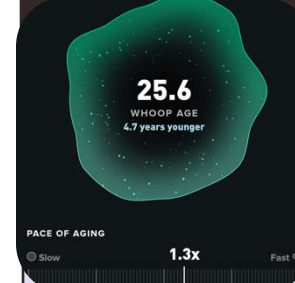 25.6
WHOOP AGE
4.7 years younger
PACE OF AGING
Slow
1.3x
Fast